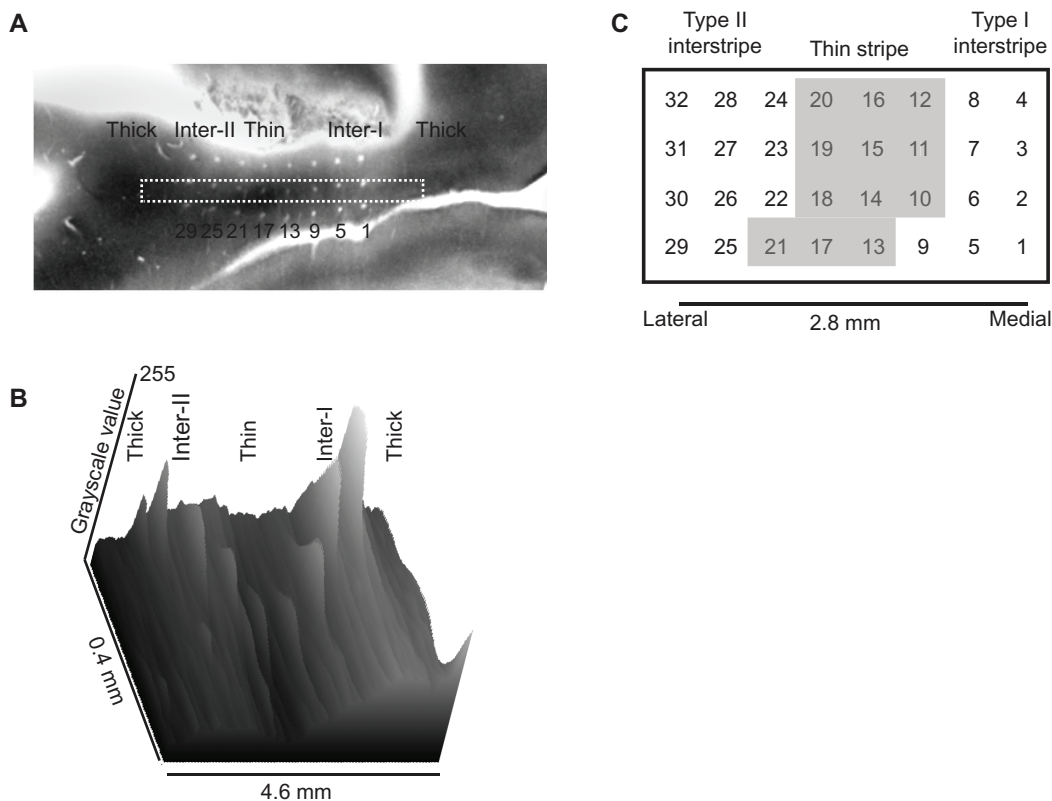 A
Thick Inter-II Thin Inter-I Thick
29 25 21 17 13 9 5 1
B
Grayscale value
255
Thick
Inter-II
Thin
Inter-I
Thick
0.4 mm
4.6 mm
C
Type II
interstripe
Thin stripe
Type I
interstripe
32 28 24 20 16 12 8 4
31 27 23 19 15 11 7 3
30 26 22 18 14 10 6 2
29 25 21 17 13 9 5 1
Lateral 2.8 mm Medial